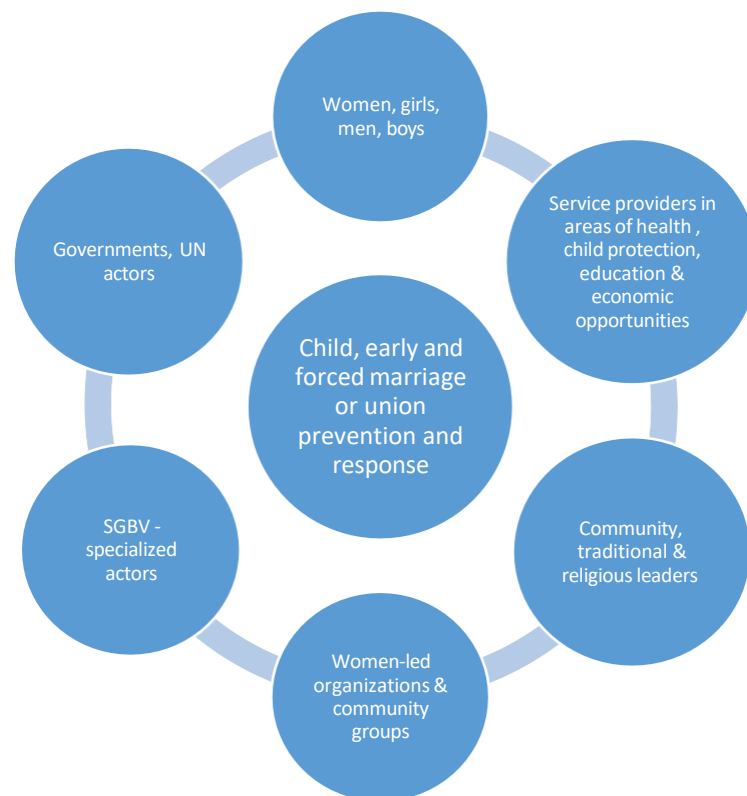 Women, girls,
men, boys
Service providers in
areas of health ,
child protection,
education &
economic
opportunities
Community,
traditional &
religious leaders
Women-led
organizations &
community
groups
SGBV -
specialized
actors
Governments, UN
actors
Child, early and
forced marriage
or union
prevention and
response